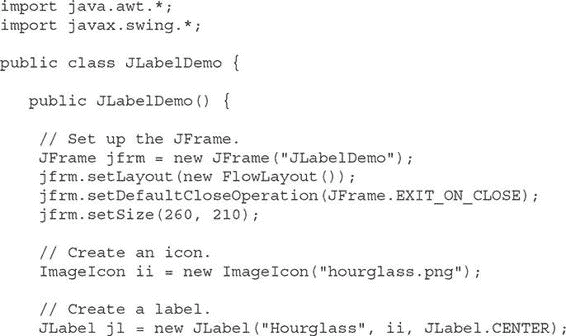 import java.awt.*;
import javax.swing.*;

public class JLabelDemo {

   public JLabelDemo() {

    // Set up the JFrame.
    JFrame jfrm = new JFrame("JLabelDemo");
    jfrm.setLayout(new FlowLayout());
    jfrm.setDefaultCloseOperation(JFrame.EXIT_ON_CLOSE);
    jfrm.setSize(260, 210);

    // Create an icon.
    ImageIcon ii = new ImageIcon("hourglass.png");

    // Create a label.
    JLabel jl = new JLabel("Hourglass", ii, JLabel.CENTER);